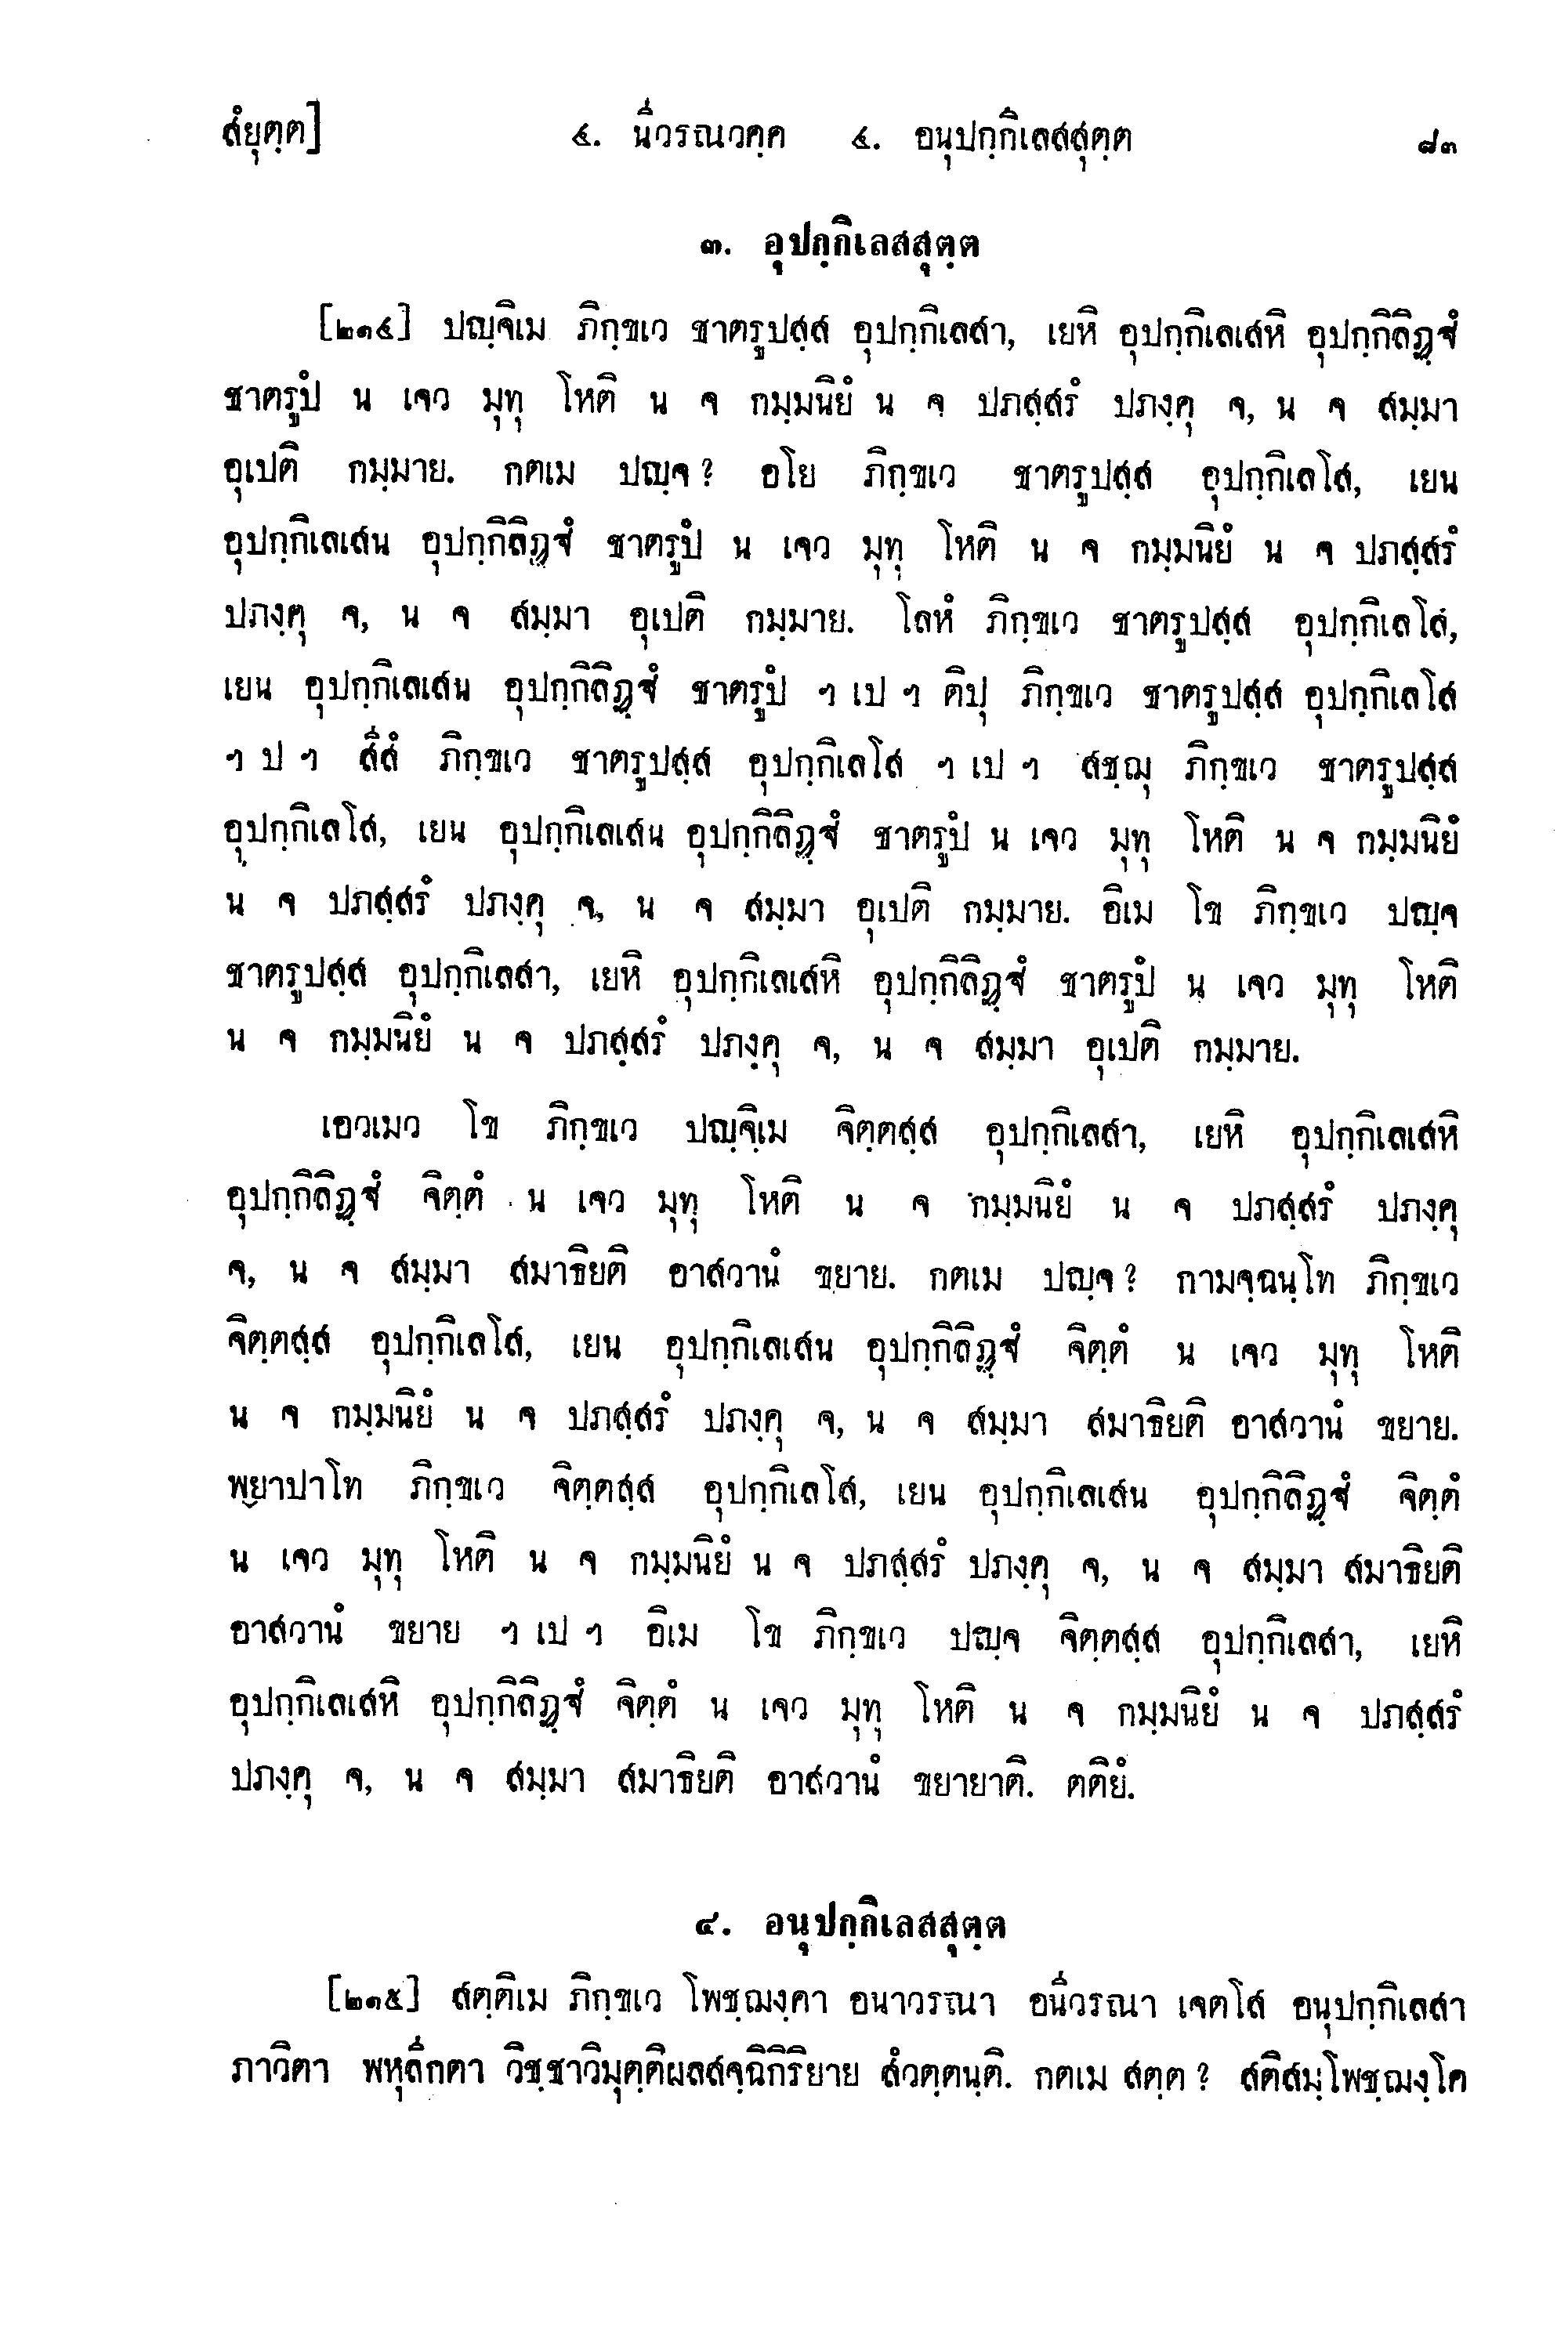 สํยุตฺต]	๔. นีวรณวคฺค ๔. อนุปกฺกิเลสสุตฺต	๘๓
๓. อุปกฺกิเลสสุตฺต
[๒๑๔] ปญฺจิเม ภิกฺขเว ชาตรูปสฺส อุปกฺกิเลสา, เยหิ อุปกฺกิเลเสหิ อุปกฺกิลิฏฺฐํ
ชาตรูปํ น เจว มุทุ โหติ น จ กมฺมนิยํ น จ ปภสฺสรํ ปภงฺคุ จ, น จ สมฺมา
อุเปติ กมฺมาย. กตเม ปญฺจ? อโย ภิกฺขเว ชาตรูปสฺส อุปกฺกิเลโส, เยน
อุปกฺกิเลเสน อุปกฺกิลิฏฺฐํ ชาตรูปํ น เจว มุทุ โหติ น จ กมฺมนิยํ น จ ปภสฺสรํ
ปภงฺคุ จ, น จ สมฺมา อุเปติ กมฺมาย. โลหํ ภิกฺขเว ชาตรูปสฺส อุปกฺกิเลโส,
เยน อุปกฺกิเลเสน อุปกฺกิลิฏฺฐํ ชาตรูปํ ฯ เป ฯ ติปุ ภิกฺขเว ชาตรูปสฺส อุปกฺกิเลโส
ฯ ป ฯ สีสํ ภิกฺขเว ชาตรูปสฺส อุปกฺกิเลโส ฯ เป ฯ สชฺฌุ ภิกฺขเว ชาตรูปสฺส
อุปกฺกิเลโส, เยน อุปกฺกิเลเสน อุปกฺกิลิฏฺฐํ ชาตรูปํ น เจว มุทุ โหติ น จ กมฺมนิยํ
น จ ปภสฺสรํ ปภงฺคุ จ, น จ สมฺมา อุเปติ กมฺมาย. อิเม โข ภิกฺขเว ปญฺจ
ชาตรูปสฺส อุปกฺกิเลสา, เยหิ อุปกฺกิเลเสหิ อุปกฺกิลิฏฺฐํ ชาตรูปํ น เจว มุทุ โหติ
น จ กมฺมนิยํ น จ ปภสฺสรํ ปภงฺคุ จ, น จ สมฺมา อุเปติ กมฺมาย.
เอวเมว โข ภิกฺขเว ปญฺจิเม จิตฺตสฺส อุปกฺกิเลสา, เยหิ อุปกฺกิเลเสหิ
อุปกฺกิลิฏฺฐํ จิตฺตํ น เจว มุทุ โหติ น จ กมฺมนิยํ น จ ปภสฺสรํ ปภงฺคุ
จ, น จ สมฺมา สมาธิยติ อาสวานํ ขยาย. กตเม ปญฺจ? กามจฺฉนฺโท ภิกฺขเว
จิตฺตสฺส อุปกฺกิเลโส, เยน อุปกฺกิเลเสน อุปกฺกิลิฏฺฐํ จิตฺตํ น เจว มุทุ โหติ
น จ กมฺมนิยํ น จ ปภสฺสรํ ปภงฺคุ จ, น จ สมฺมา สมาธิยติ อาสวานํ ขยาย.
พฺยาปาโท ภิกฺขเว จิตฺตสฺส อุปกฺกิเลโส, เยน อุปกฺกิเลเสน อุปกฺกิลิฏฺฐํ จิตฺตํ
น เจว มุทุ โหติ น จ กมฺมนิยํ น จ ปภสฺสรํ ปภงฺคุ จ, น จ สมฺมา สมาธิยติ
อาสวานํ ขยาย ฯ เป ฯ อิเม โข ภิกฺขเว ปญฺจ จิตฺตสฺส อุปกฺกิเลสา, เยหิ
อุปกฺกิเลเสหิ อุปกฺกิลิฏฺฐํ จิตฺตํ น เจว มุทุ โหติ น จ กมฺมนิยํ น จ ปภสฺสรํ
ปภงฺคุ จ, น จ สมฺมา สมาธิยติ อาสวานํ ขยายาติ. ตติยํ.
๔. อนุปกฺกิเลสสุตฺต
[๒๑๕] สตฺติเม ภิกฺขเว โพชฺฌงฺคา อนาวรณา อนีวรณา เจตโส อนุปกฺกิเลสา
ภาวิตา พหุลีกตา วิชฺชาวิมุตฺติผลสจฺฉิกิริยาย สํวตฺตนฺติ. กตเม สตฺต? สติสมฺโพชฺฌงฺโค